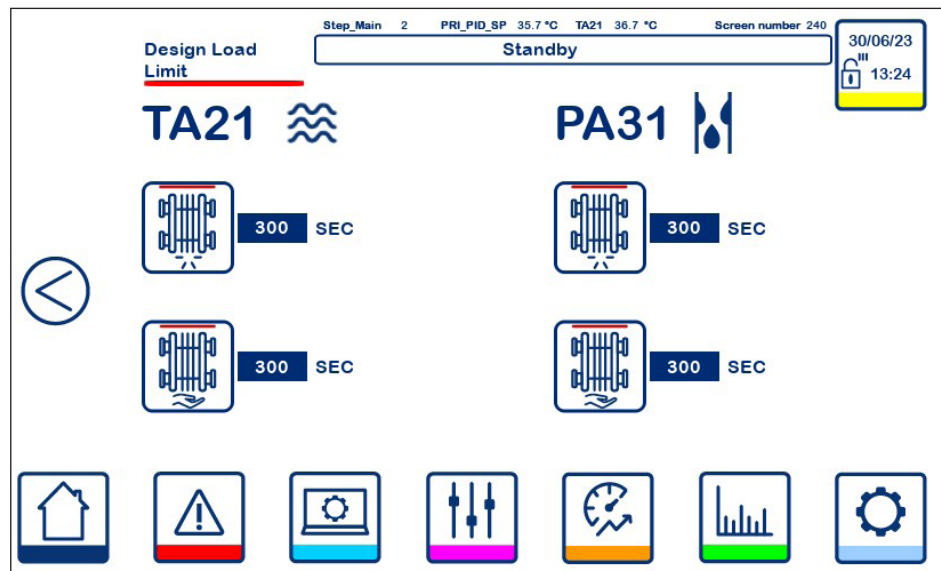 Step_Main 2 PRI_PID_SP 35.7 °C TA21 36.7 °C Screen number 240
Design Load
Limit
Standby
30/06/23
13:24
TA21 PA31
300 SEC 300 SEC
300 SEC 300 SEC